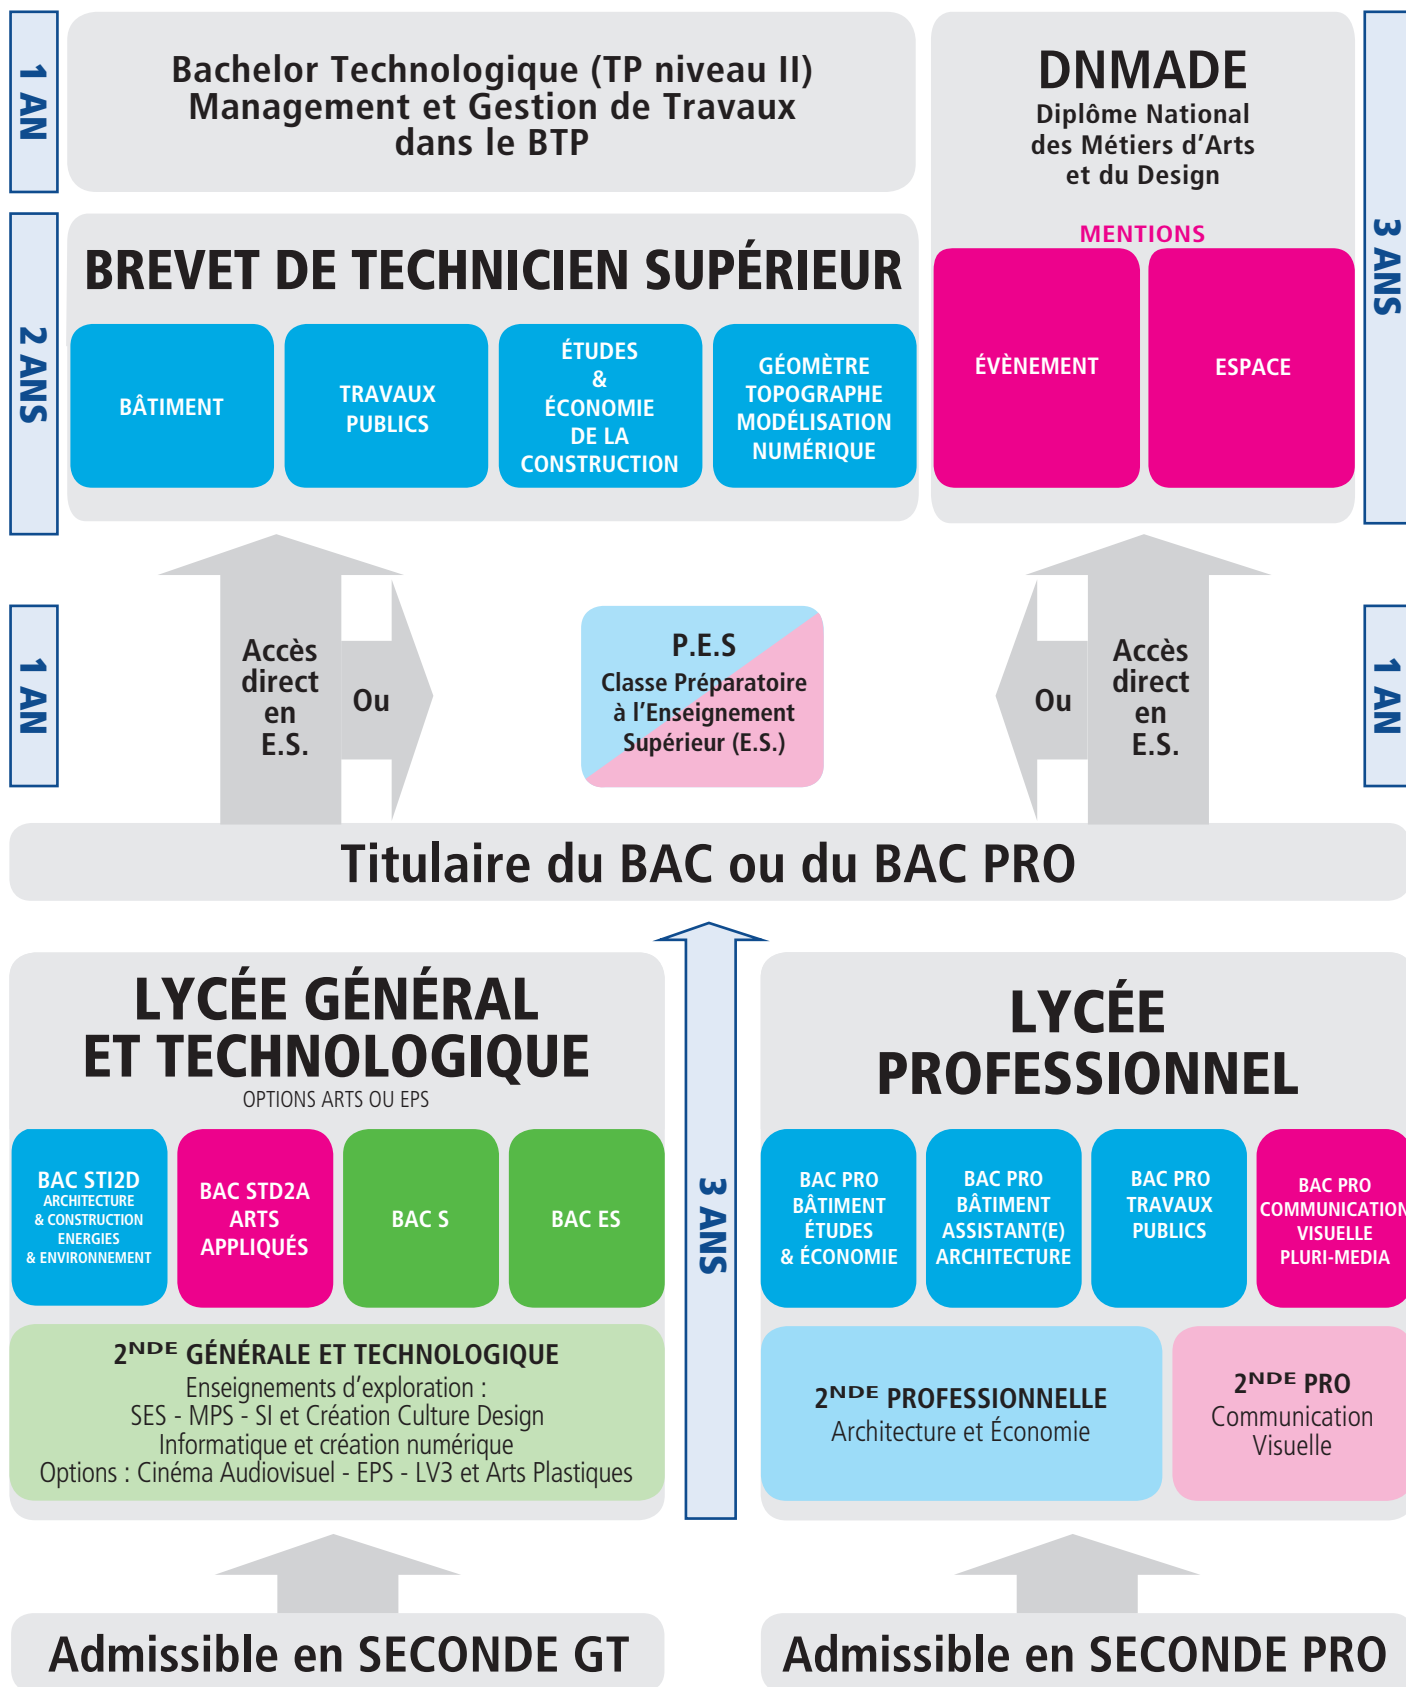 1 AN
Bachelor Technologique (TP niveau II)
Management et Gestion de Travaux
dans le BTP
DNMADE
Diplôme National
des Métiers d'Arts
et du Design
MENTIONS
ÉVÈNEMENT
ESPACE
3 ANS
2 ANS
BREVET DE TECHNICIEN SUPÉRIEUR
BÂTIMENT
TRAVAUX
PUBLICS
ÉTUDES
&
ÉCONOMIE
DE LA
CONSTRUCTION
GÉOMÈTRE
TOPOGRAPHE
MODÉLISATION
NUMÉRIQUE
1 AN
Accès
direct
en
E.S.
Ou
P.E.S
Classe Préparatoire
à l'Enseignement
Supérieur (E.S.)
Ou
Accès
direct
en
E.S.
1 AN
Titulaire du BAC ou du BAC PRO
LYCÉE GÉNÉRAL
ET TECHNOLOGIQUE
OPTIONS ARTS OU EPS
BAC STI2D
ARCHITECTURE
& CONSTRUCTION
ENERGIES
& ENVIRONNEMENT
BAC STD2A
ARTS
APPLIQUÉS
BAC S
BAC ES
2NDE GÉNÉRALE ET TECHNOLOGIQUE
Enseignements d'exploration :
SES - MPS - SI et Création Culture Design
Informatique et création numérique
Options : Cinéma Audiovisuel - EPS - LV3 et Arts Plastiques
3 ANS
LYCÉE
PROFESSIONNEL
BAC PRO
BÂTIMENT
ÉTUDES
& ÉCONOMIE
BAC PRO
BÂTIMENT
ASSISTANT(E)
ARCHITECTURE
BAC PRO
TRAVAUX
PUBLICS
BAC PRO
COMMUNICATION
VISUELLE
PLURI-MEDIA
2NDE PROFESSIONNELLE
Architecture et Économie
2NDE PRO
Communication
Visuelle
Admissible en SECONDE GT
Admissible en SECONDE PRO